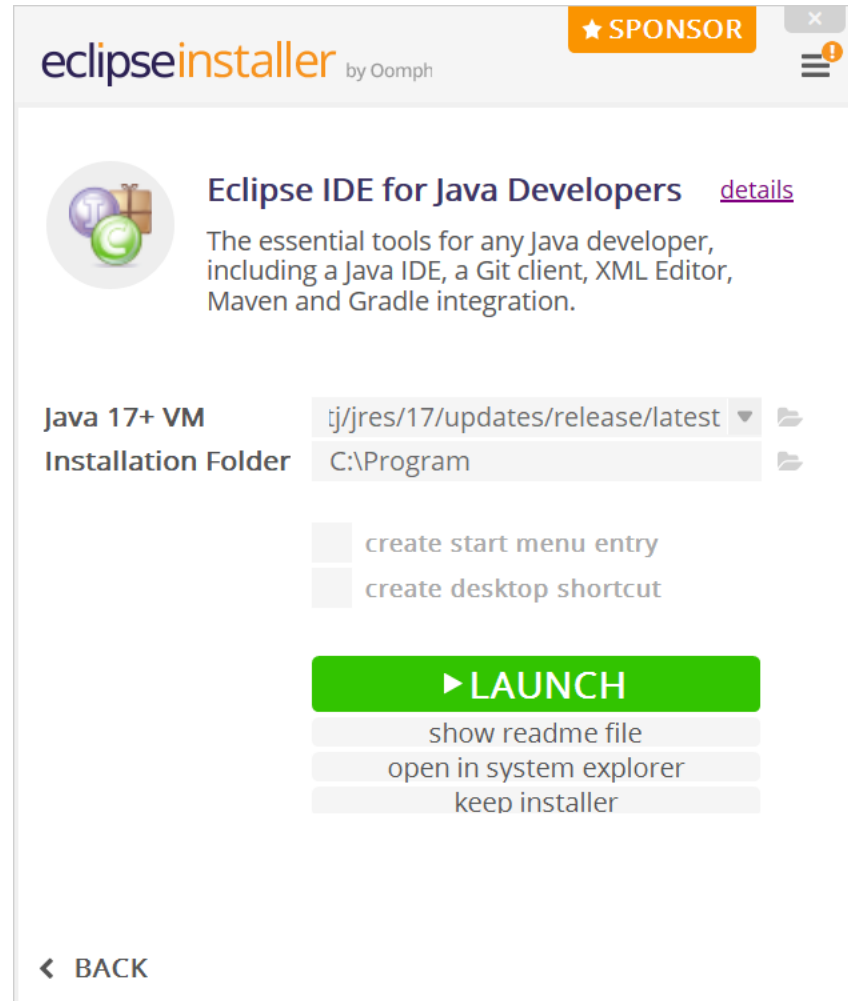 ★ SPONSOR
eclipseinstaller by Oomph
Eclipse IDE for Java Developers details
The essential tools for any Java developer,
including a Java IDE, a Git client, XML Editor,
Maven and Gradle integration.
Java 17+ VM tj/jres/17/updates/release/latest
Installation Folder C:\Program
create start menu entry
create desktop shortcut
LAUNCH
show readme file
open in system explorer
keep installer
BACK